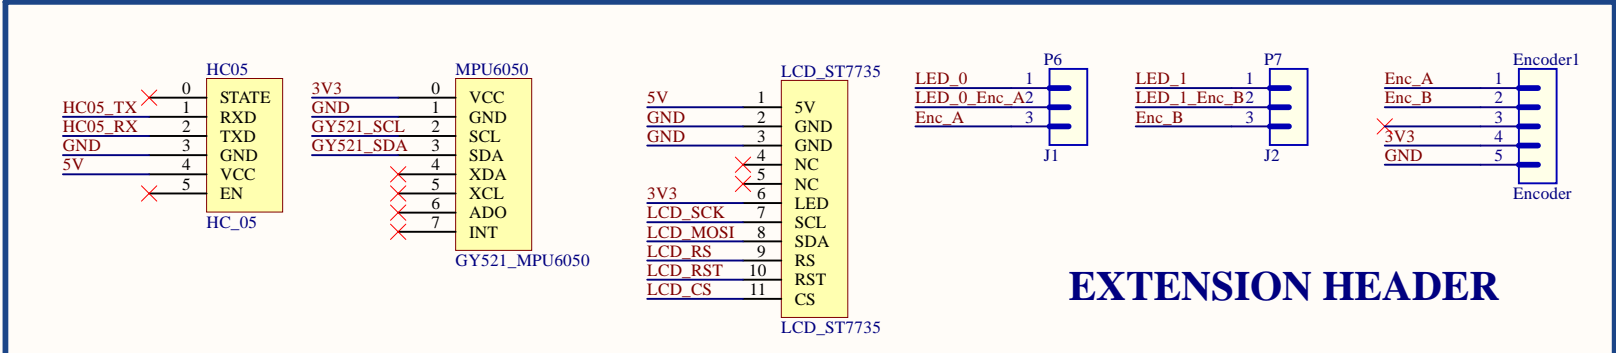 HC05
0 STATE
HC05_TX 1 RXD
HC05_RX 2 TXD
GND 3 GND
5V 4 VCC
5 EN
HC_05
MPU6050
3V3 0 VCC
GND 1 GND
GY521_SCL 2 SCL
GY521_SDA 3 SDA
4 XDA
5 XCL
6 ADO
7 INT
GY521_MPU6050
LCD_ST7735
5V 1 5V
GND 2 GND
GND 3 GND
4 NC
5 NC
3V3 6 LED
LCD_SCK 7 SCL
LCD_MOSI 8 SDA
LCD_RS 9 RS
LCD_RST 10 RST
LCD_CS 11 CS
LCD_ST7735
P6
LED_0 1
LED_0_Enc_A 2
Enc_A 3
J1
P7
LED_1 1
LED_1_Enc_B 2
Enc_B 3
J2
Encoder1
Enc_A 1
Enc_B 2
3
3V3 4
GND 5
Encoder
EXTENSION HEADER